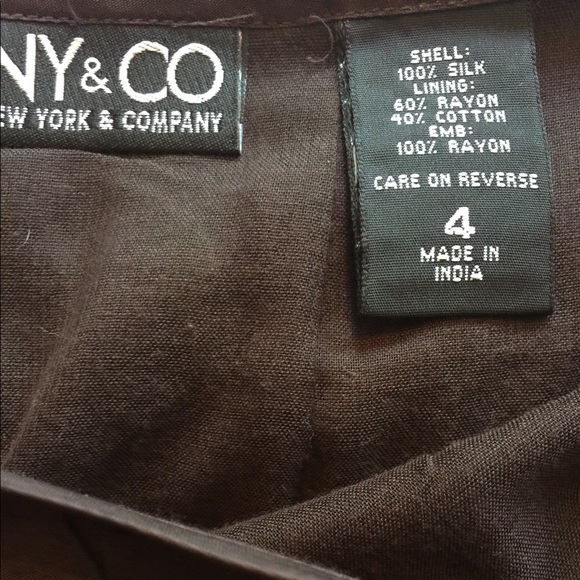 NY&CO
EW YORK & COMPANY
SHELL:
100% SILK
LINING:
60% RAYON
40% COTTON
EMB:
100% RAYON
CARE ON REVERSE
4
MADE IN
INDIA